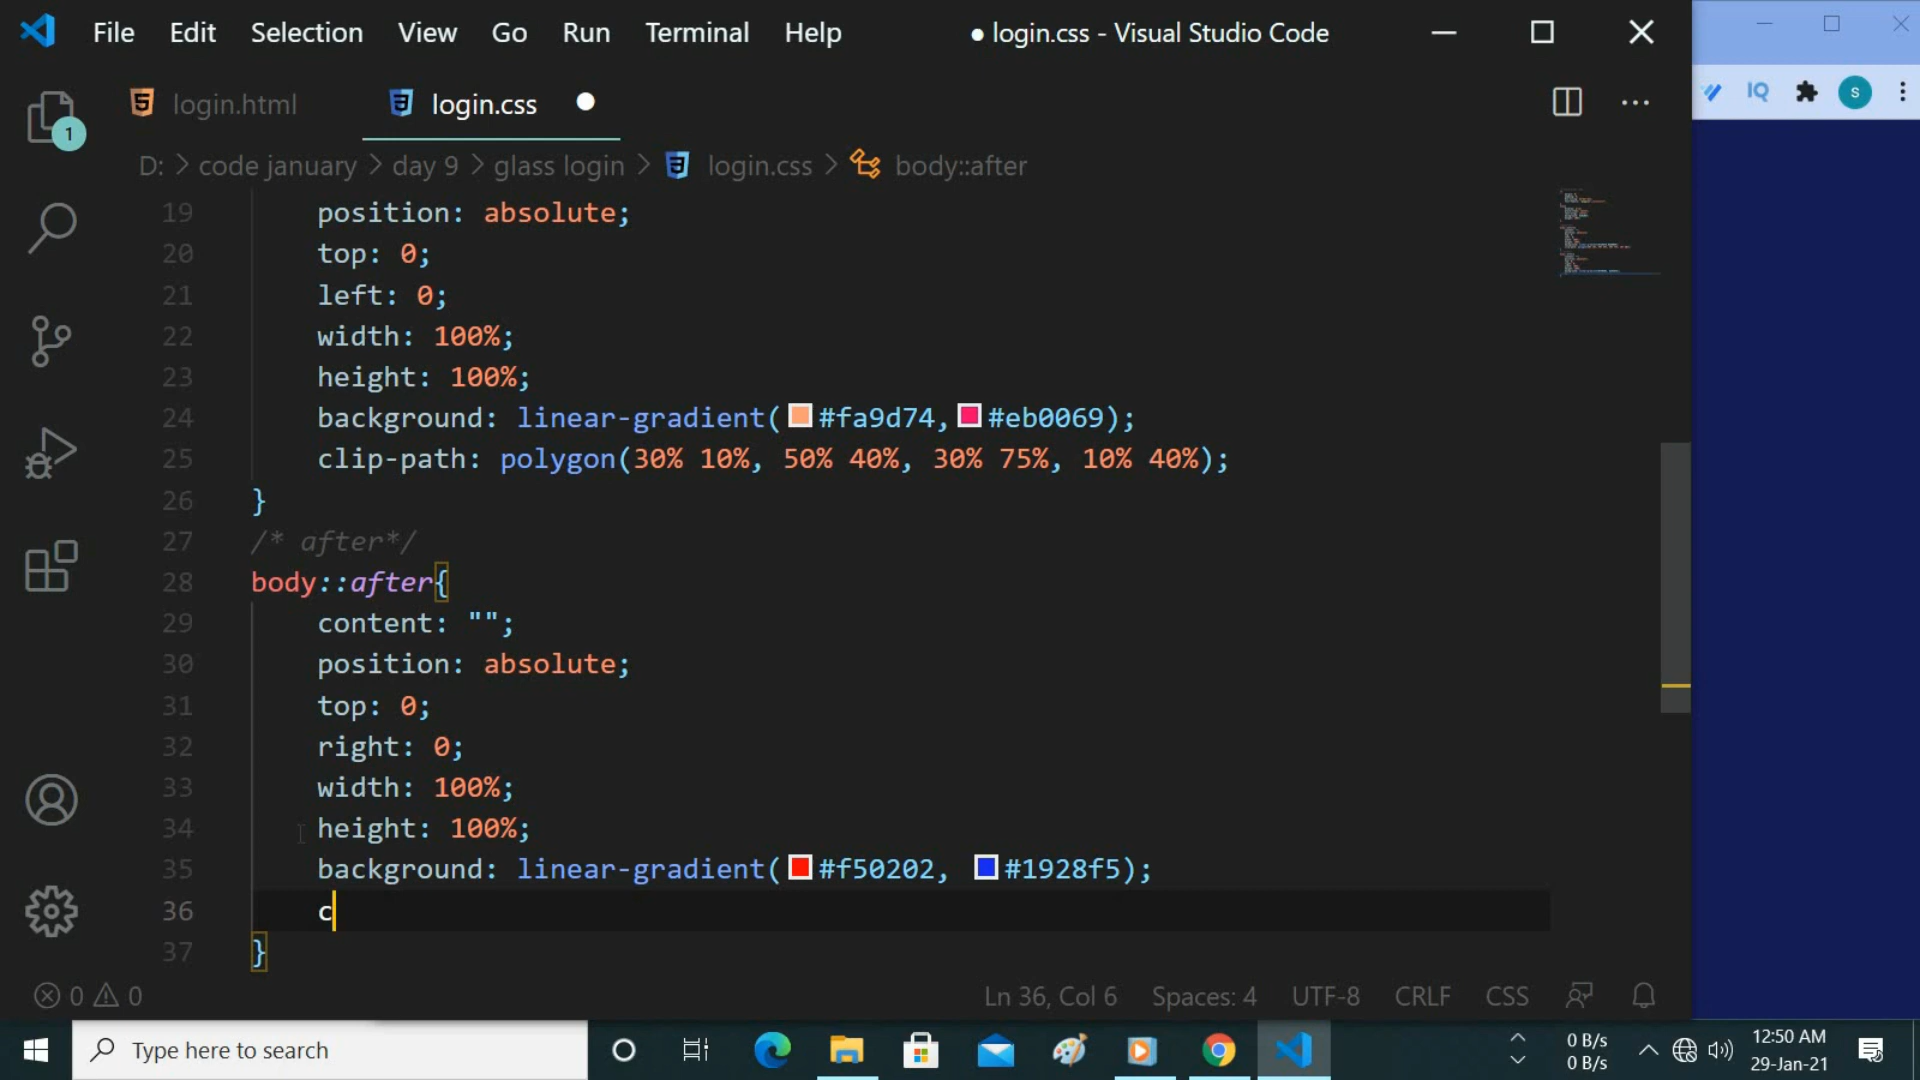 File Edit Selection View Go Run Terminal Help ● login.css - Visual Studio Code
login.html login.css
D: > code january > day 9 > glass login > login.css > body::after
19 position: absolute;
20 top: 0;
21 left: 0;
22 width: 100%;
23 height: 100%;
24 background: linear-gradient(#fa9d74,#eb0069);
25 clip-path: polygon(30% 10%, 50% 40%, 30% 75%, 10% 40%);
26 }
27 /* after*/
28 body::after{
29 content: "";
30 position: absolute;
31 top: 0;
32 right: 0;
33 width: 100%;
34 height: 100%;
35 background: linear-gradient(#f50202, #1928f5);
36 c
37 }
1
IQ
s
0 0 Ln 36, Col 6 Spaces: 4 UTF-8 CRLF CSS
Type here to search
0 B/s
0 B/s
12:50 AM
29-Jan-21